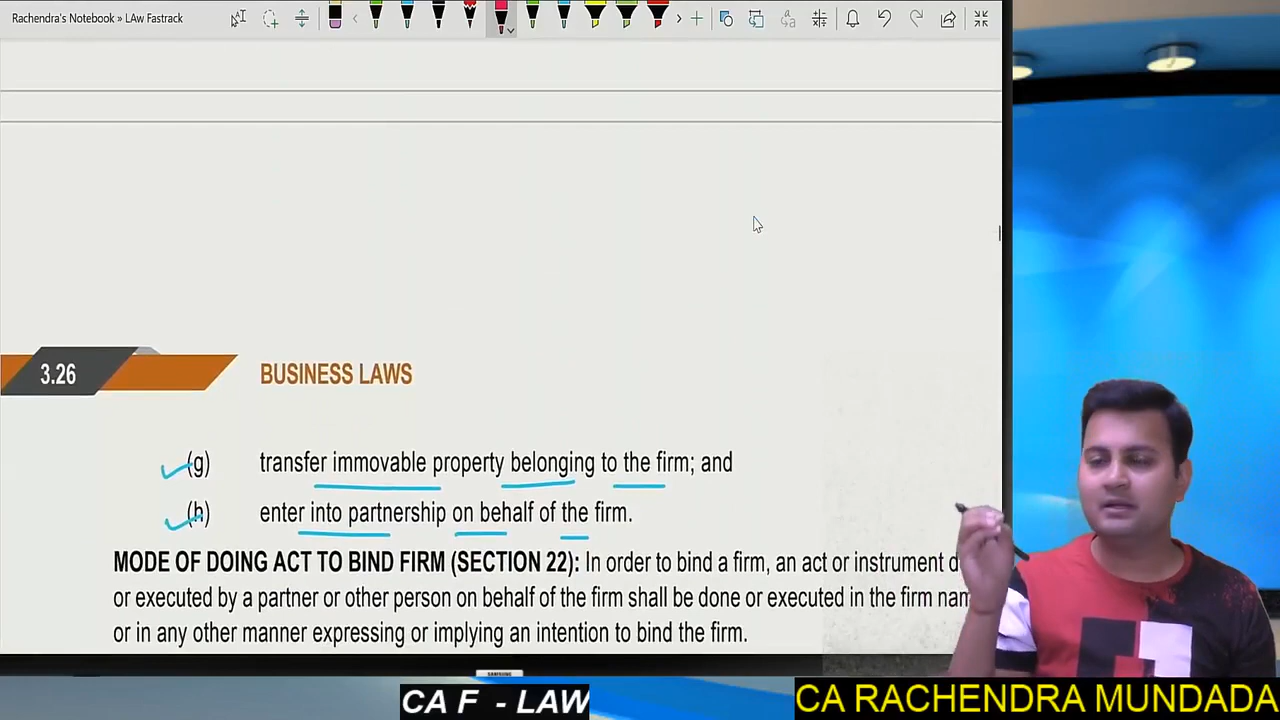 Rachendra's Notebook » LAw Fastrack
3.26
BUSINESS LAWS
(g) transfer immovable property belonging to the firm; and
(h) enter into partnership on behalf of the firm.
MODE OF DOING ACT TO BIND FIRM (SECTION 22): In order to bind a firm, an act or instrument
or executed by a partner or other person on behalf of the firm shall be done or executed in the firm
or in any other manner expressing or implying an intention to bind the firm.
SAMSUNG
CA F - LAW
CA RACHENDRA MUNDADA